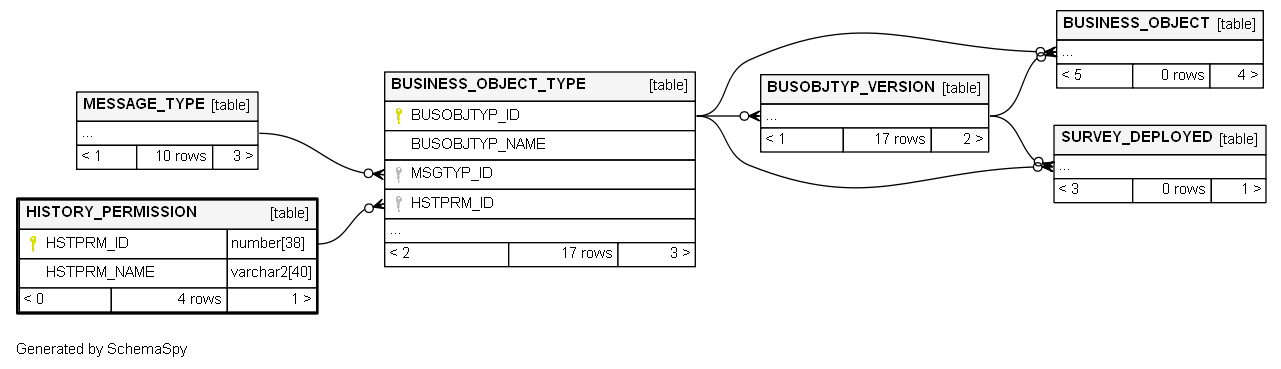 MESSAGE_TYPE [table]
...
< 1 10 rows 3 >
HISTORY_PERMISSION [table]
HSTPRM_ID number[38]
HSTPRM_NAME varchar2[40]
< 0 4 rows 1 >
BUSINESS_OBJECT_TYPE [table]
BUSOBJTYP_ID
BUSOBJTYP_NAME
MSGTYP_ID
HSTPRM_ID
...
< 2 17 rows 3 >
BUSOBJTYP_VERSION [table]
...
< 1 17 rows 2 >
BUSINESS_OBJECT [table]
...
< 5 0 rows 4 >
SURVEY_DEPLOYED [table]
...
< 3 0 rows 1 >
Generated by SchemaSpy